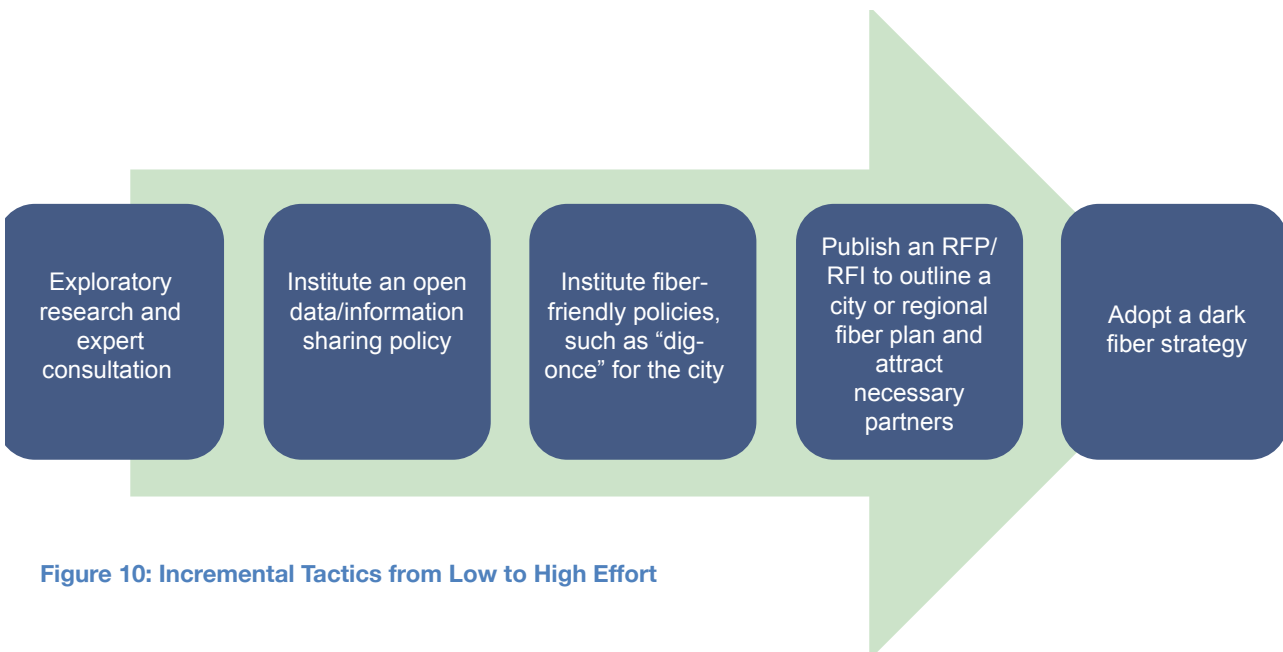 Exploratory
research and
expert
consultation
Institute an open
data/information
sharing policy
Institute fiber-
friendly policies,
such as “dig-
once” for the city
Publish an RFP/
RFI to outline a
city or regional
fiber plan and
attract
necessary
partners
Adopt a dark
fiber strategy
Figure 10: Incremental Tactics from Low to High Effort